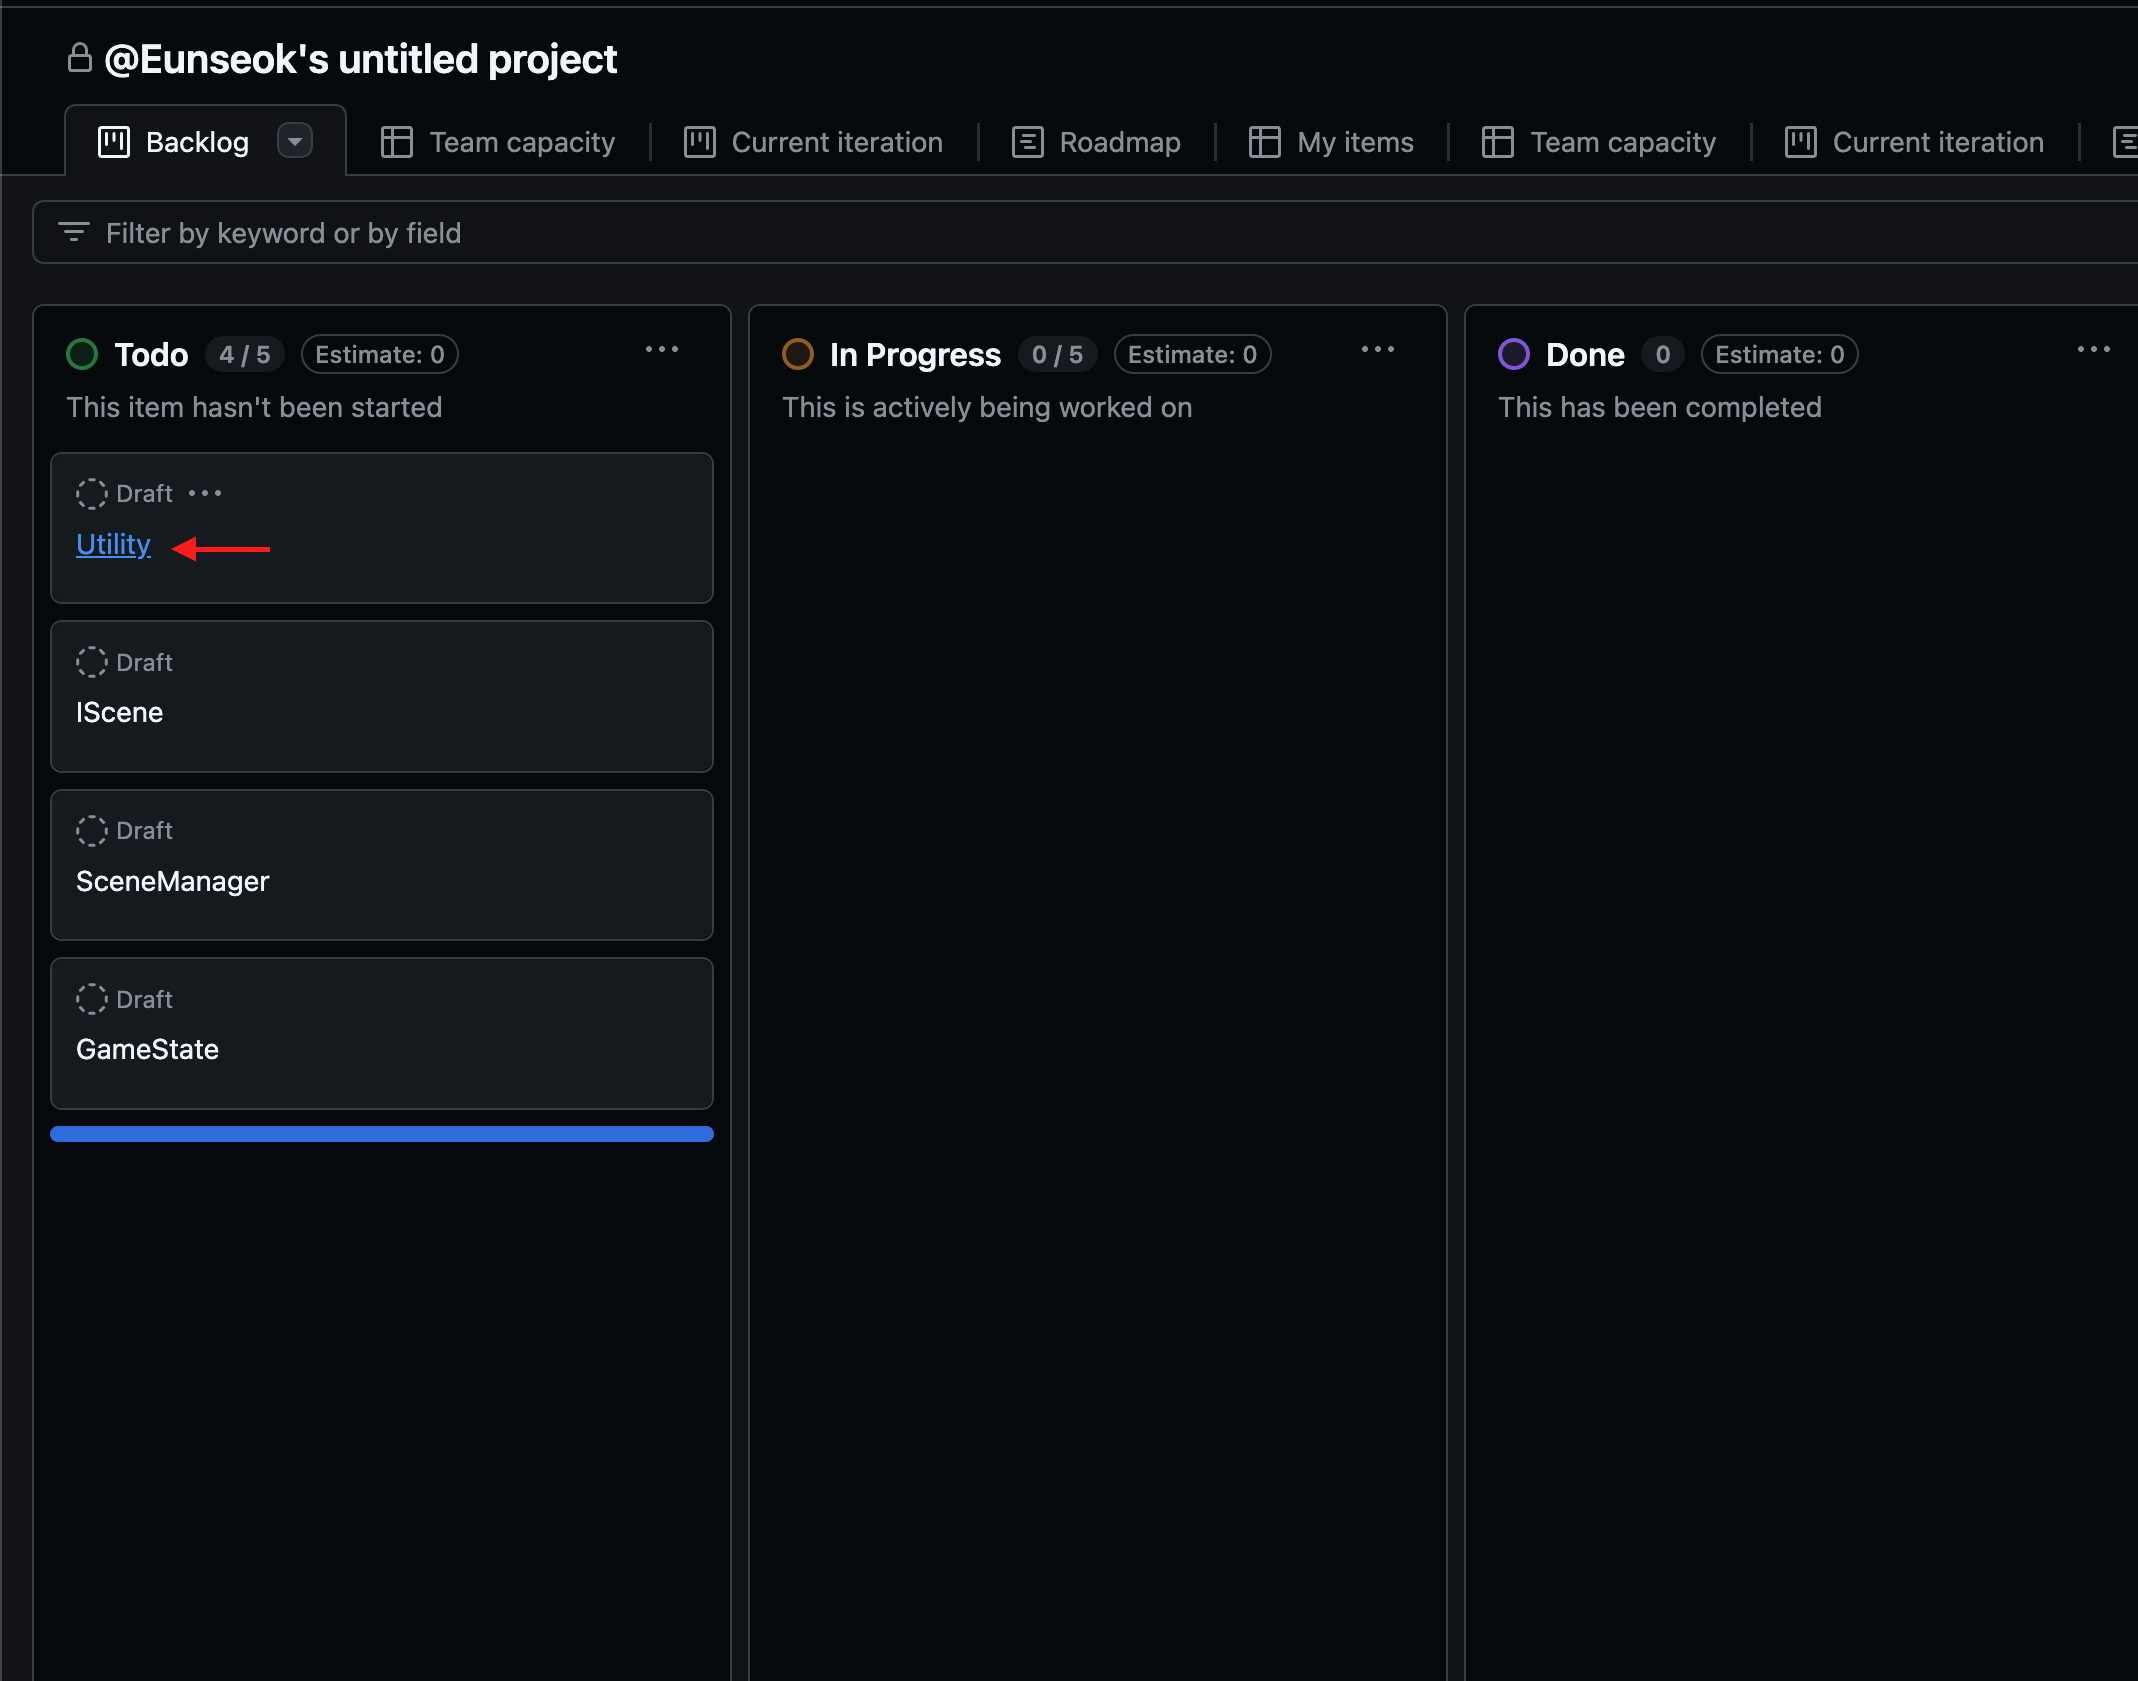 @Eunseok's untitled project
Backlog Team capacity Current iteration Roadmap My items Team capacity Current iteration
Filter by keyword or by field
Todo 4 / 5 Estimate: 0
This item hasn't been started
Draft
Utility
Draft
IScene
Draft
SceneManager
Draft
GameState
In Progress 0 / 5 Estimate: 0
This is actively being worked on
Done 0 Estimate: 0
This has been completed